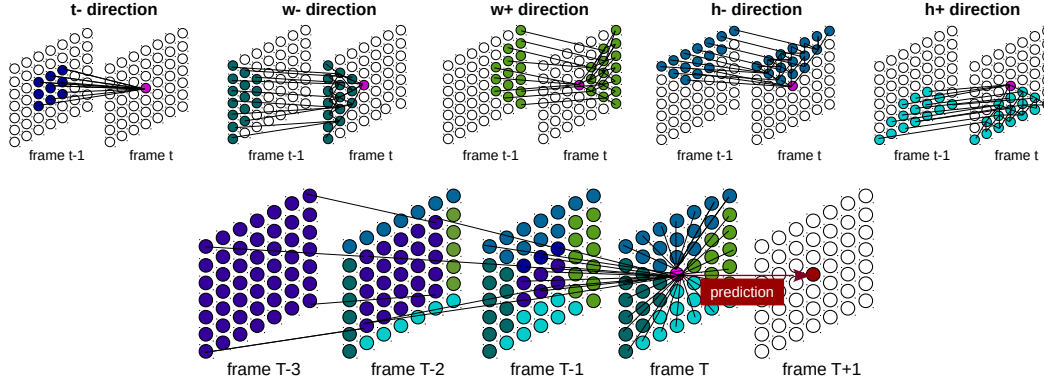 t- direction
w- direction
w+ direction
h- direction
h+ direction
frame t-1
frame t
frame t-1
frame t
frame t-1
frame t
frame t-1
frame t
frame t-1
frame t
prediction
frame T-3
frame T-2
frame T-1
frame T
frame T+1